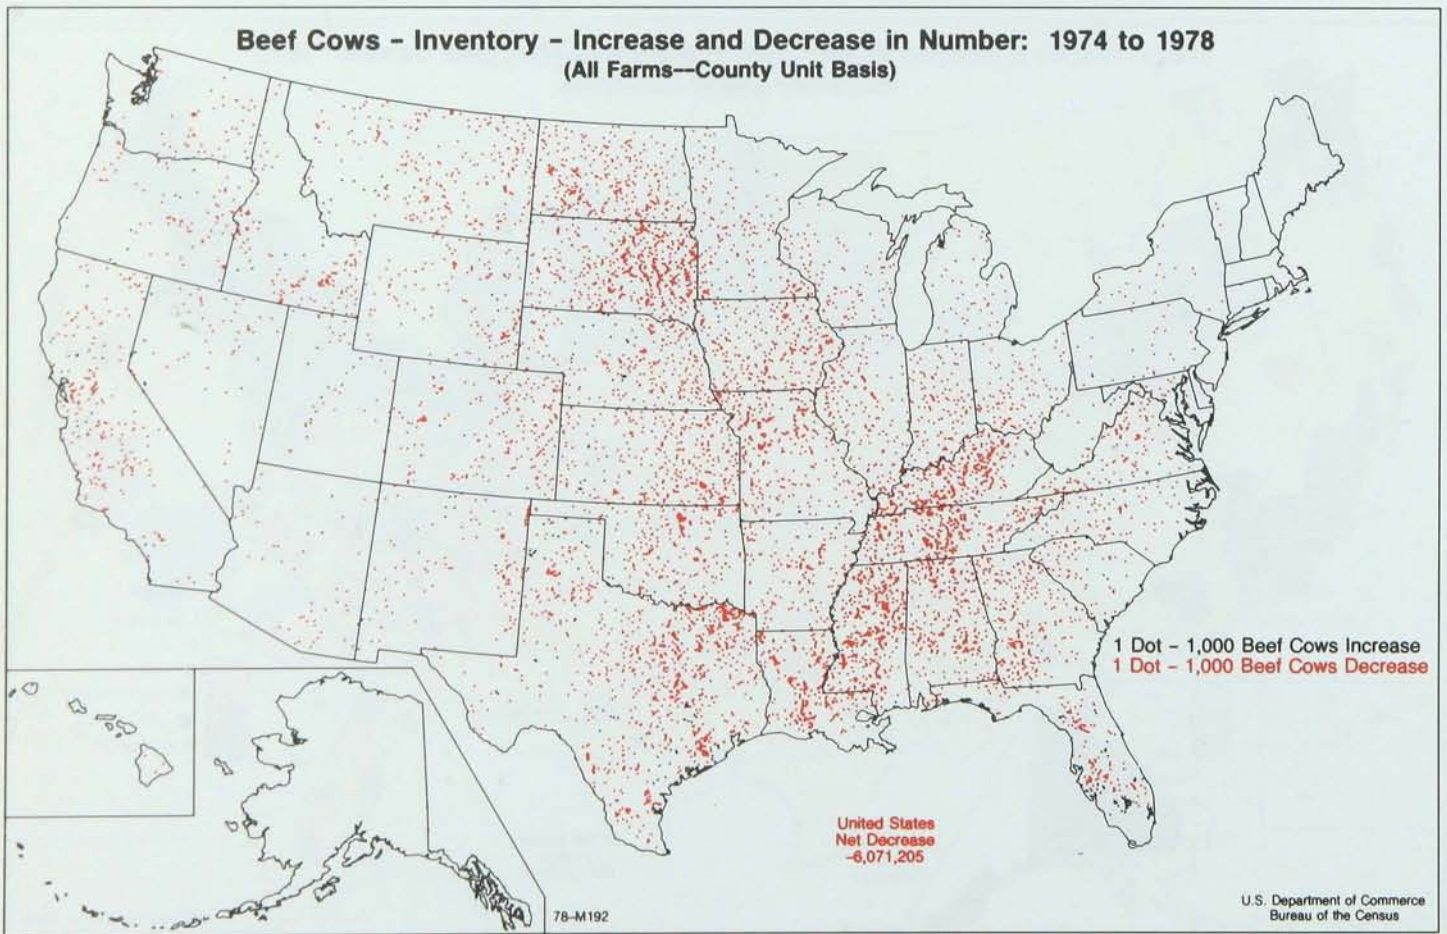 Beef Cows – Inventory – Increase and Decrease in Number: 1974 to 1978
(All Farms––County Unit Basis)
1 Dot – 1,000 Beef Cows Increase
1 Dot – 1,000 Beef Cows Decrease
United States
Net Decrease
–6,071,205
78–M192
U.S. Department of Commerce
Bureau of the Census